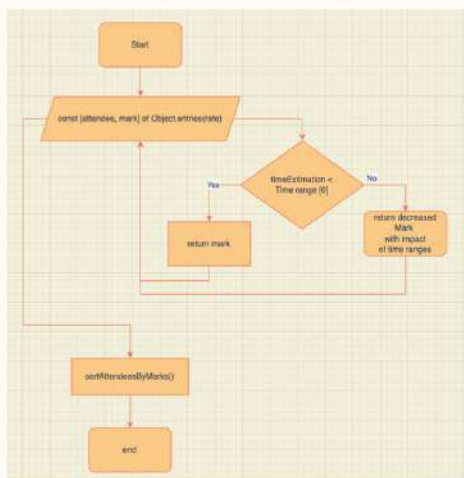 Start
const [attendee, mark] of Object.entries(rate)
timeEstimation <
Time range [0]
Yes
No
return mark
return decreased
Mark
with impact
of time ranges
sortAttendeesByMarks()
end